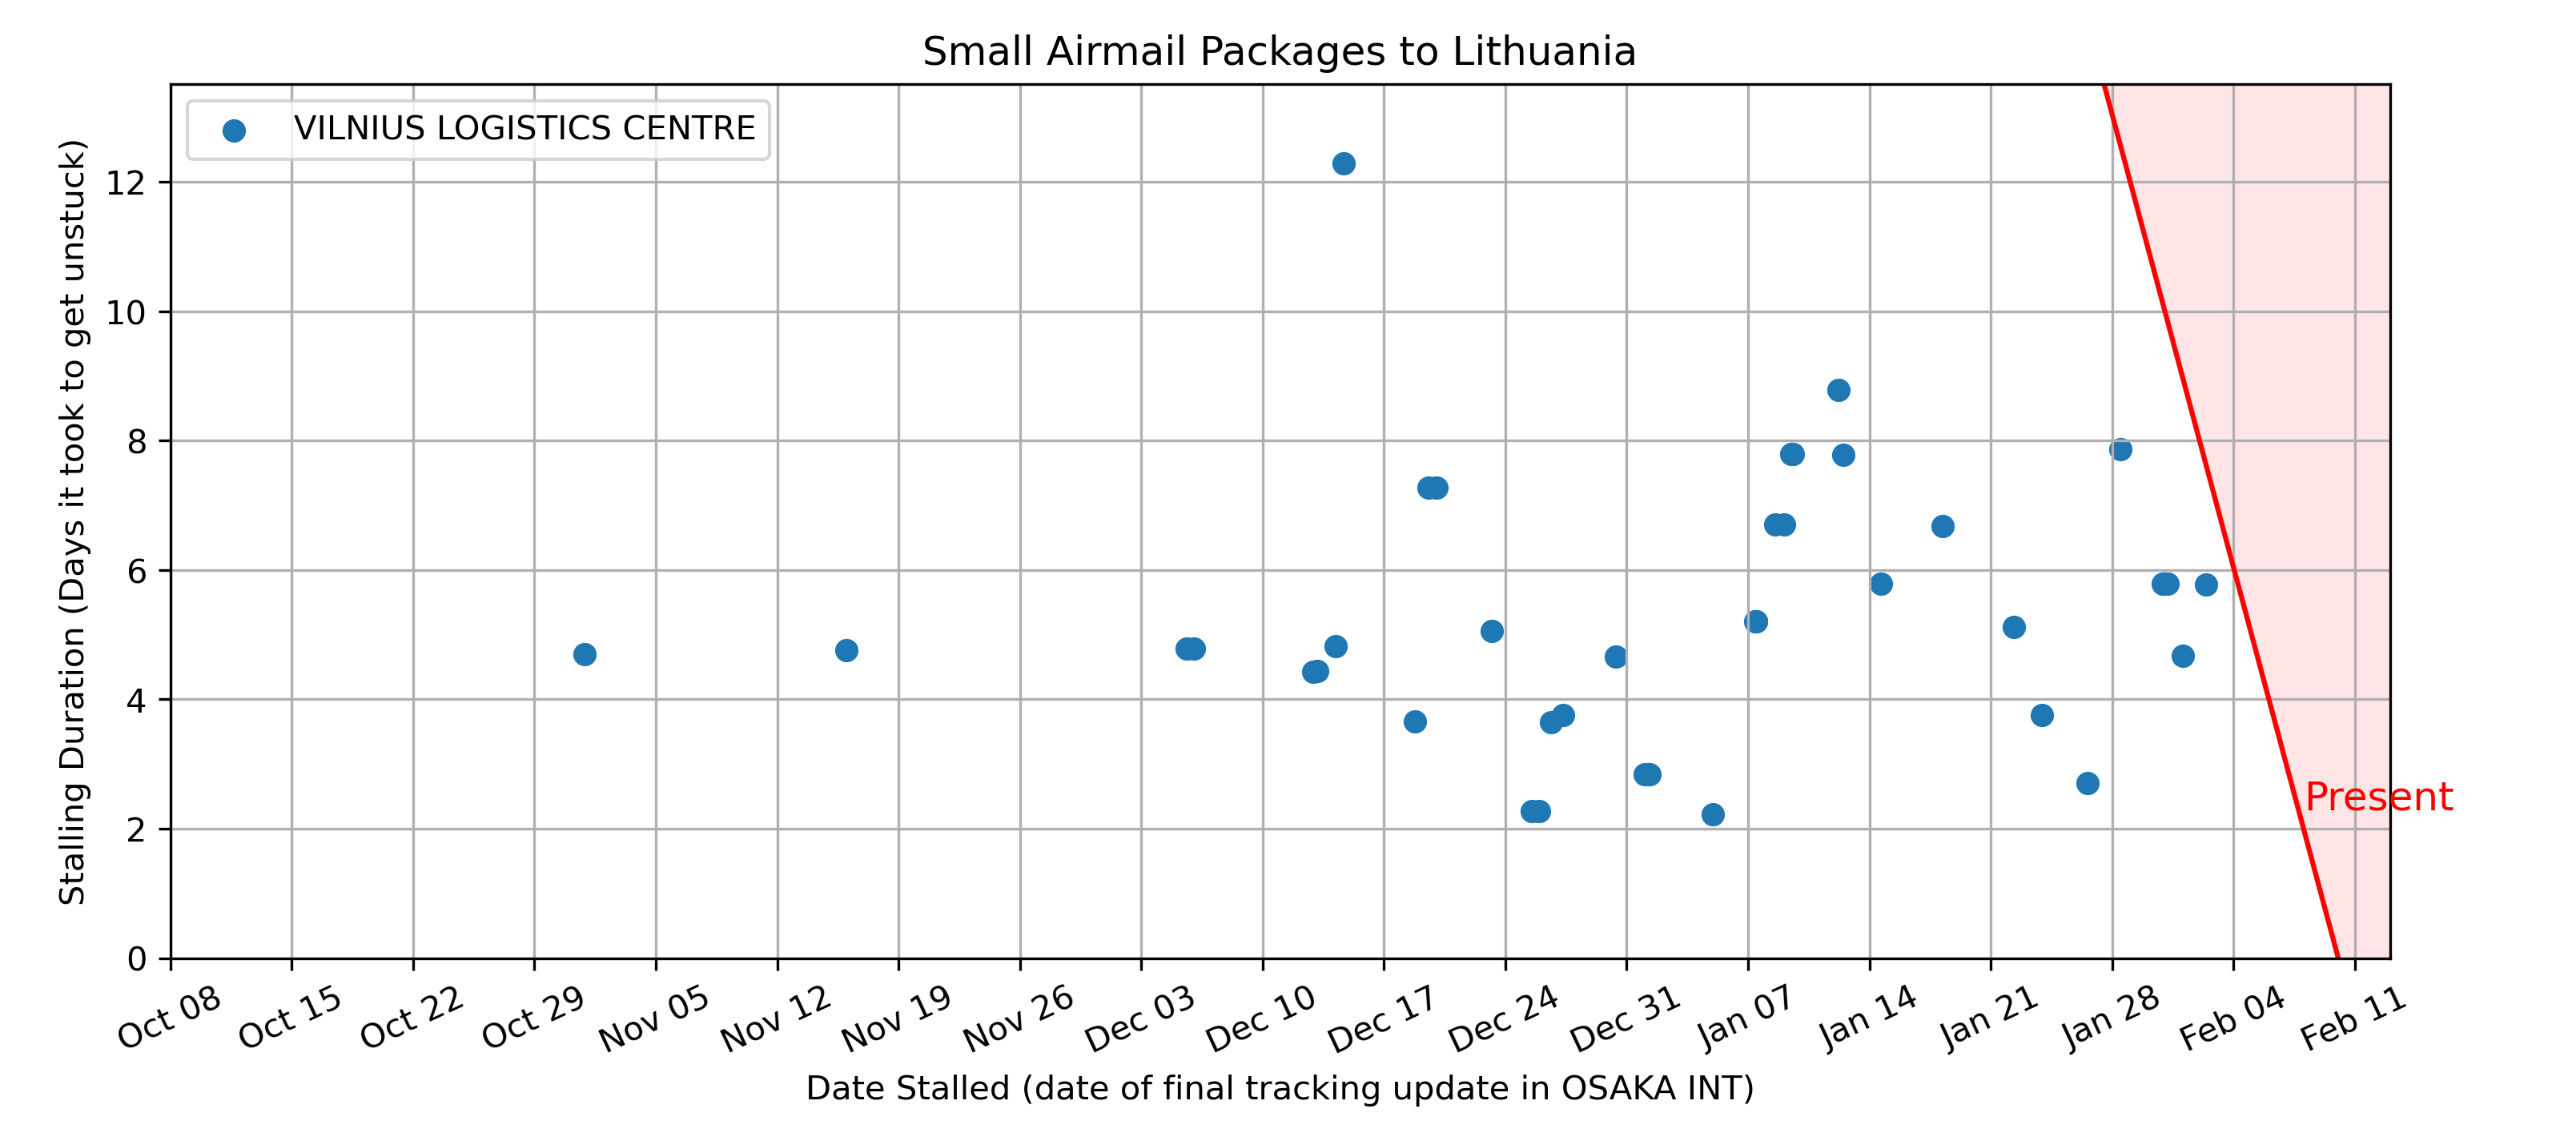 Small Airmail Packages to Lithuania
VILNIUS LOGISTICS CENTRE
Stalling Duration (Days it took to get unstuck)
12
10
8
6
4
2
0
Present
Oct 08
Oct 15
Oct 22
Oct 29
Nov 05
Nov 12
Nov 19
Nov 26
Dec 03
Dec 10
Dec 17
Dec 24
Dec 31
Jan 07
Jan 14
Jan 21
Jan 28
Feb 04
Feb 11
Date Stalled (date of final tracking update in OSAKA INT)